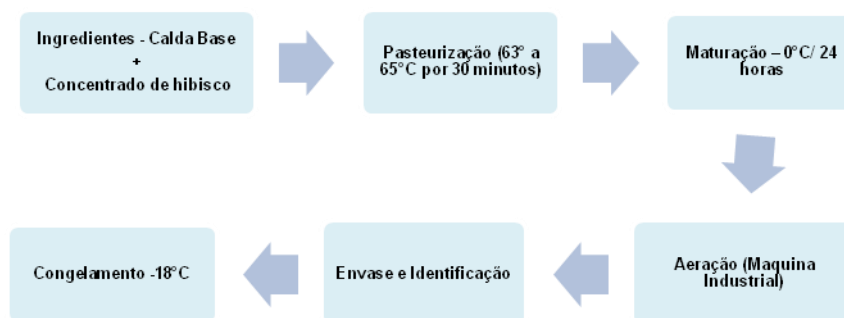 Ingredientes - Calda Base
+
Concentrado de hibisco
Pasteurização (63° a
65°C por 30 minutos)
Maturação – 0°C/ 24
horas
Aeração (Maquina
Industrial)
Envase e Identificação
Congelamento -18°C